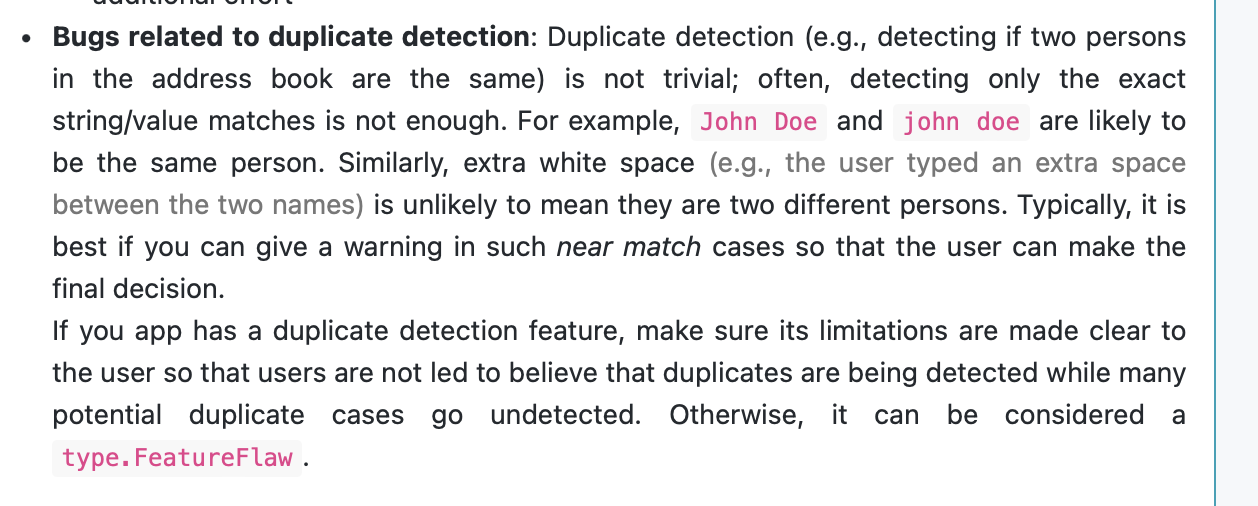 additional effort
• Bugs related to duplicate detection: Duplicate detection (e.g., detecting if two persons
in the address book are the same) is not trivial; often, detecting only the exact
string/value matches is not enough. For example, John Doe and john doe are likely to
be the same person. Similarly, extra white space (e.g., the user typed an extra space
between the two names) is unlikely to mean they are two different persons. Typically, it is
best if you can give a warning in such near match cases so that the user can make the
final decision.
If you app has a duplicate detection feature, make sure its limitations are made clear to
the user so that users are not led to believe that duplicates are being detected while many
potential duplicate cases go undetected. Otherwise, it can be considered a
type.FeatureFlaw .